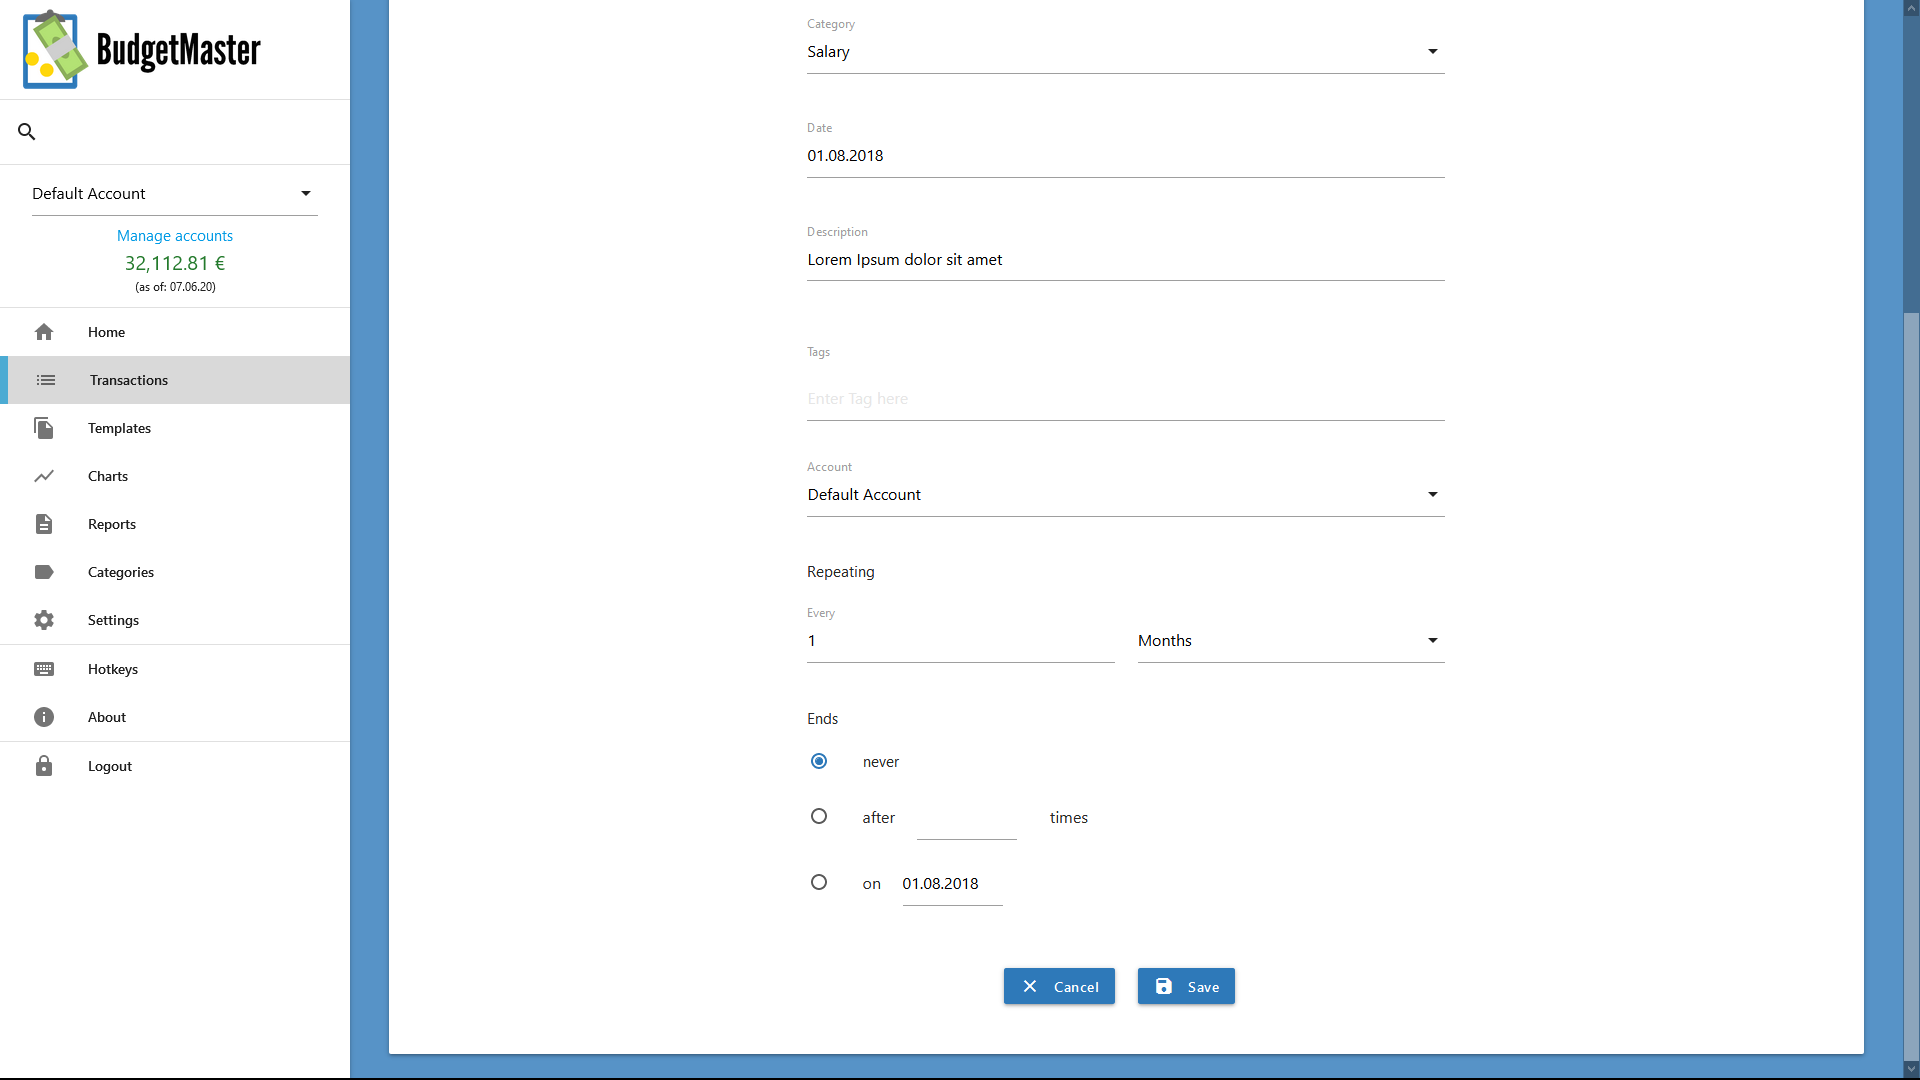 BudgetMaster
Default Account
Manage accounts
32,112.81 €
(as of: 07.06.20)
Home
Transactions
Templates
Charts
Reports
Categories
Settings
Hotkeys
About
Logout
Category
Salary
Date
01.08.2018
Description
Lorem Ipsum dolor sit amet
Tags
Enter Tag here
Account
Default Account
Repeating
Every
1 Months
Ends
never
after times
on 01.08.2018
Cancel Save